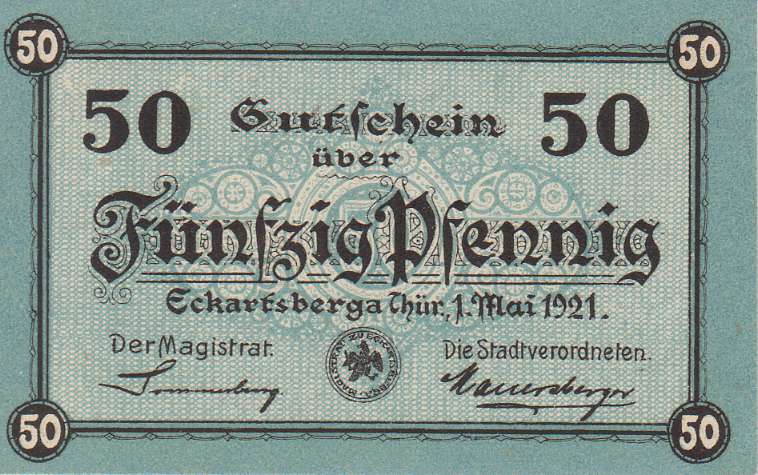 50 50
50 Gutschein 50
über
Fünfzig Pfennig
Eckartsberga Thür, 1. Mai 1921.
Der Magistrat. Die Stadtverordneten.
Mauersberger
50 50